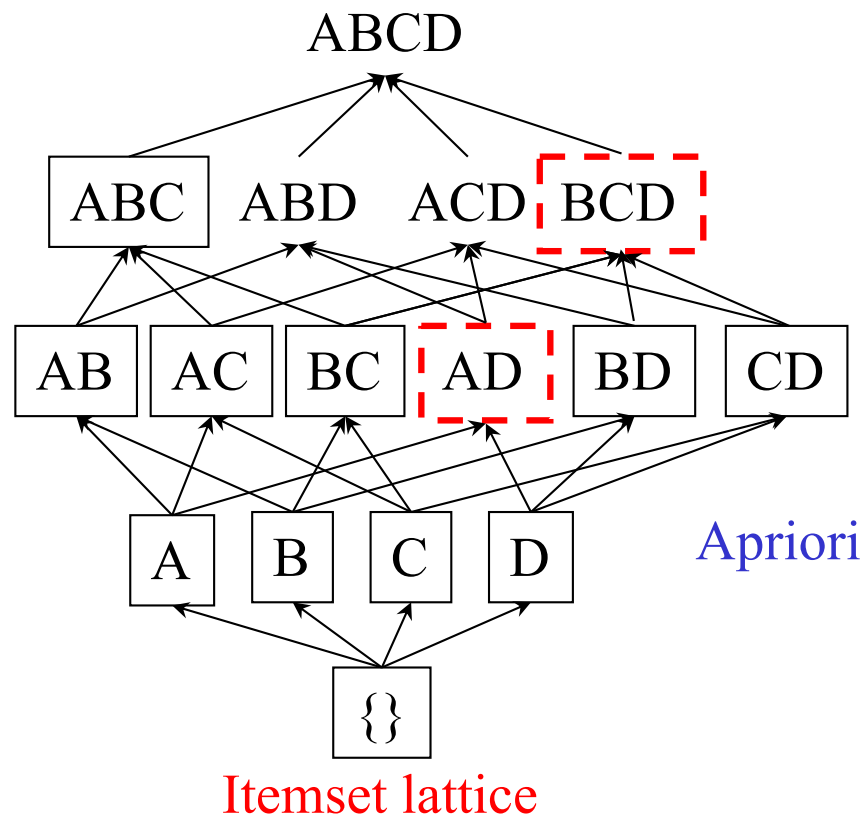 ABCD
ABC ABD ACD BCD
AB AC BC AD BD CD
A B C D
Apriori
{}
Itemset lattice